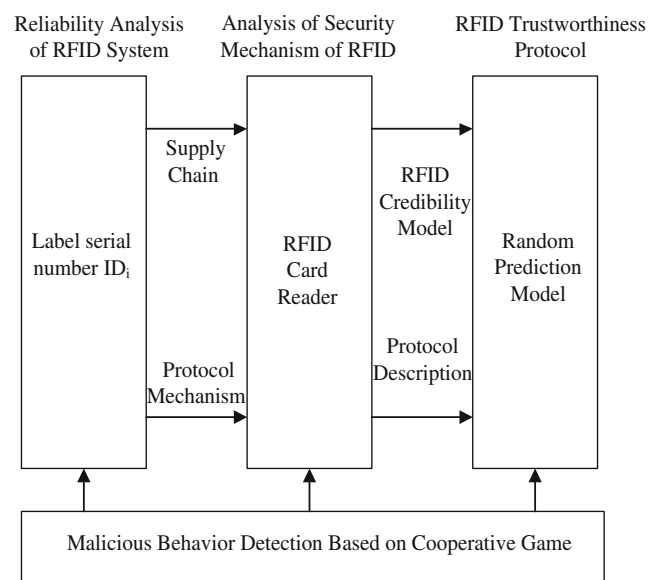 Reliability Analysis
of RFID System
Analysis of Security
Mechanism of RFID
RFID Trustworthiness
Protocol
Supply
Chain
RFID
Credibility
Model
Label serial
number IDi
RFID
Card
Reader
Random
Prediction
Model
Protocol
Mechanism
Protocol
Description
Malicious Behavior Detection Based on Cooperative Game